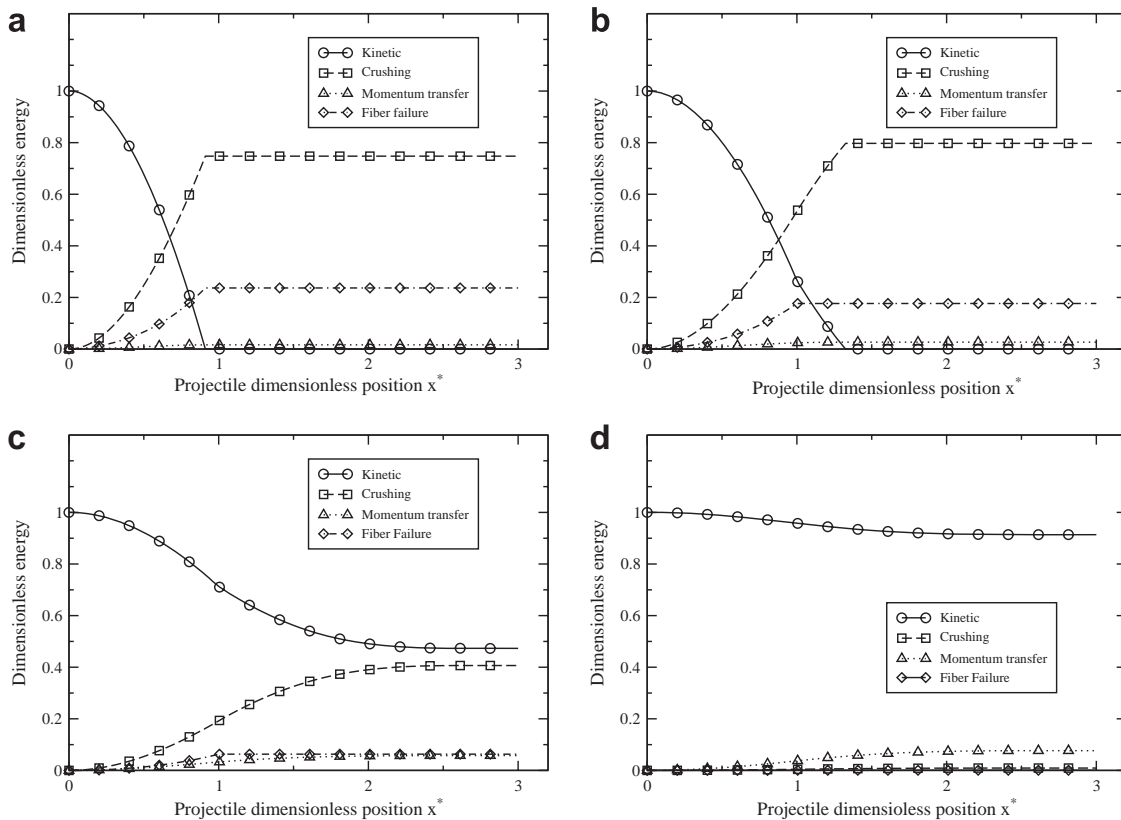 a
Kinetic
Crushing
Momentum transfer
Fiber failure
Dimensionless energy
1
0.8
0.6
0.4
0.2
0
0
1
2
3
Projectile dimensionless position x*
b
Kinetic
Crushing
Momentum transfer
Fiber failure
Dimensionless energy
1
0.8
0.6
0.4
0.2
0
0
1
2
3
Projectile dimensionless position x*
c
Kinetic
Crushing
Momentum transfer
Fiber Failure
Dimensionless energy
1
0.8
0.6
0.4
0.2
0
0
1
2
3
Projectile dimensionless position x*
d
Kinetic
Crushing
Momentum transfer
Fiber Failure
Dimensionless energy
1
0.8
0.6
0.4
0.2
0
0
1
2
3
Projectile dimensioless position x*